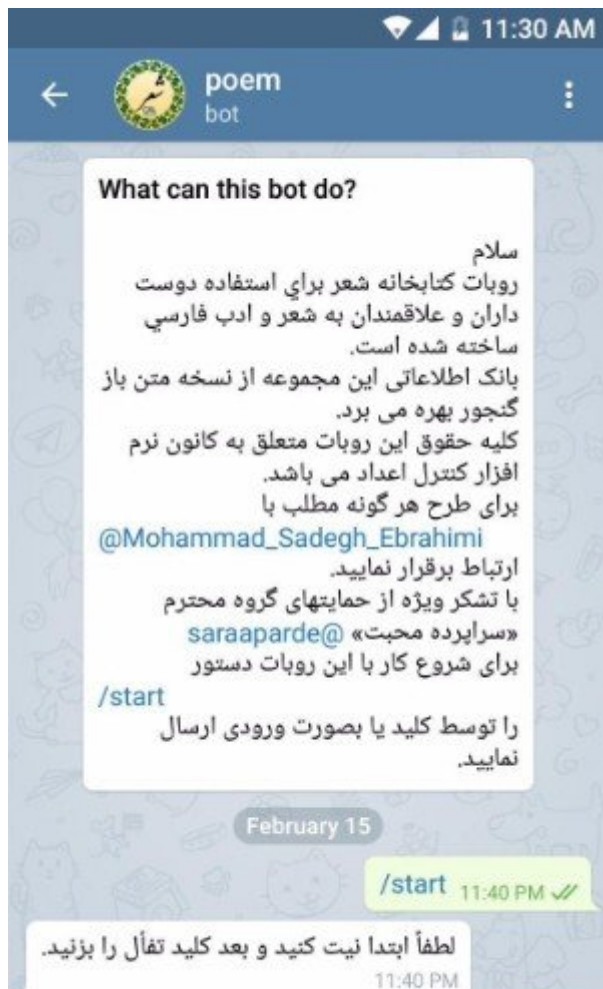 11:30 AM
poem
bot
What can this bot do?
سلام
روبات کتابخانه شعر براي استفاده دوست
داران و علاقمندان به شعر و ادب فارسي
ساخته شده است.
بانک اطلاعاتی این مجموعه از نسخه متن باز
گنجور بهره می برد.
کلیه حقوق این روبات متعلق به کانون نرم
افزار کنترل اعداد می باشد.
برای طرح هر گونه مطلب با
@Mohammad_Sadegh_Ebrahimi
ارتباط برقرار نمایید.
با تشکر ویژه از حمایتهای گروه محترم
«سراپرده محبت» @saraaparde
برای شروع کار با این روبات دستور
/start
را توسط کلید یا بصورت ورودی ارسال
نمایید.
February 15
/start 11:40 PM
لطفاً ابتدا نیت کنید و بعد کلید تفأل را بزنید.
11:40 PM